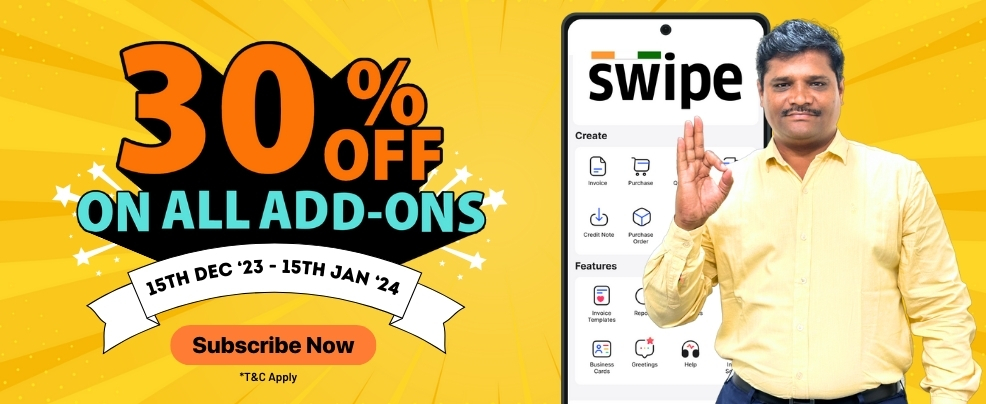 30%
OFF
ON ALL ADD-ONS
15TH DEC ‘23 - 15TH JAN ‘24
Subscribe Now
*T&C Apply
swipe
Create
Invoice
Purchase
Credit Note
Purchase
Order
Features
Invoice
Templates
Business
Cards
Greetings
Help